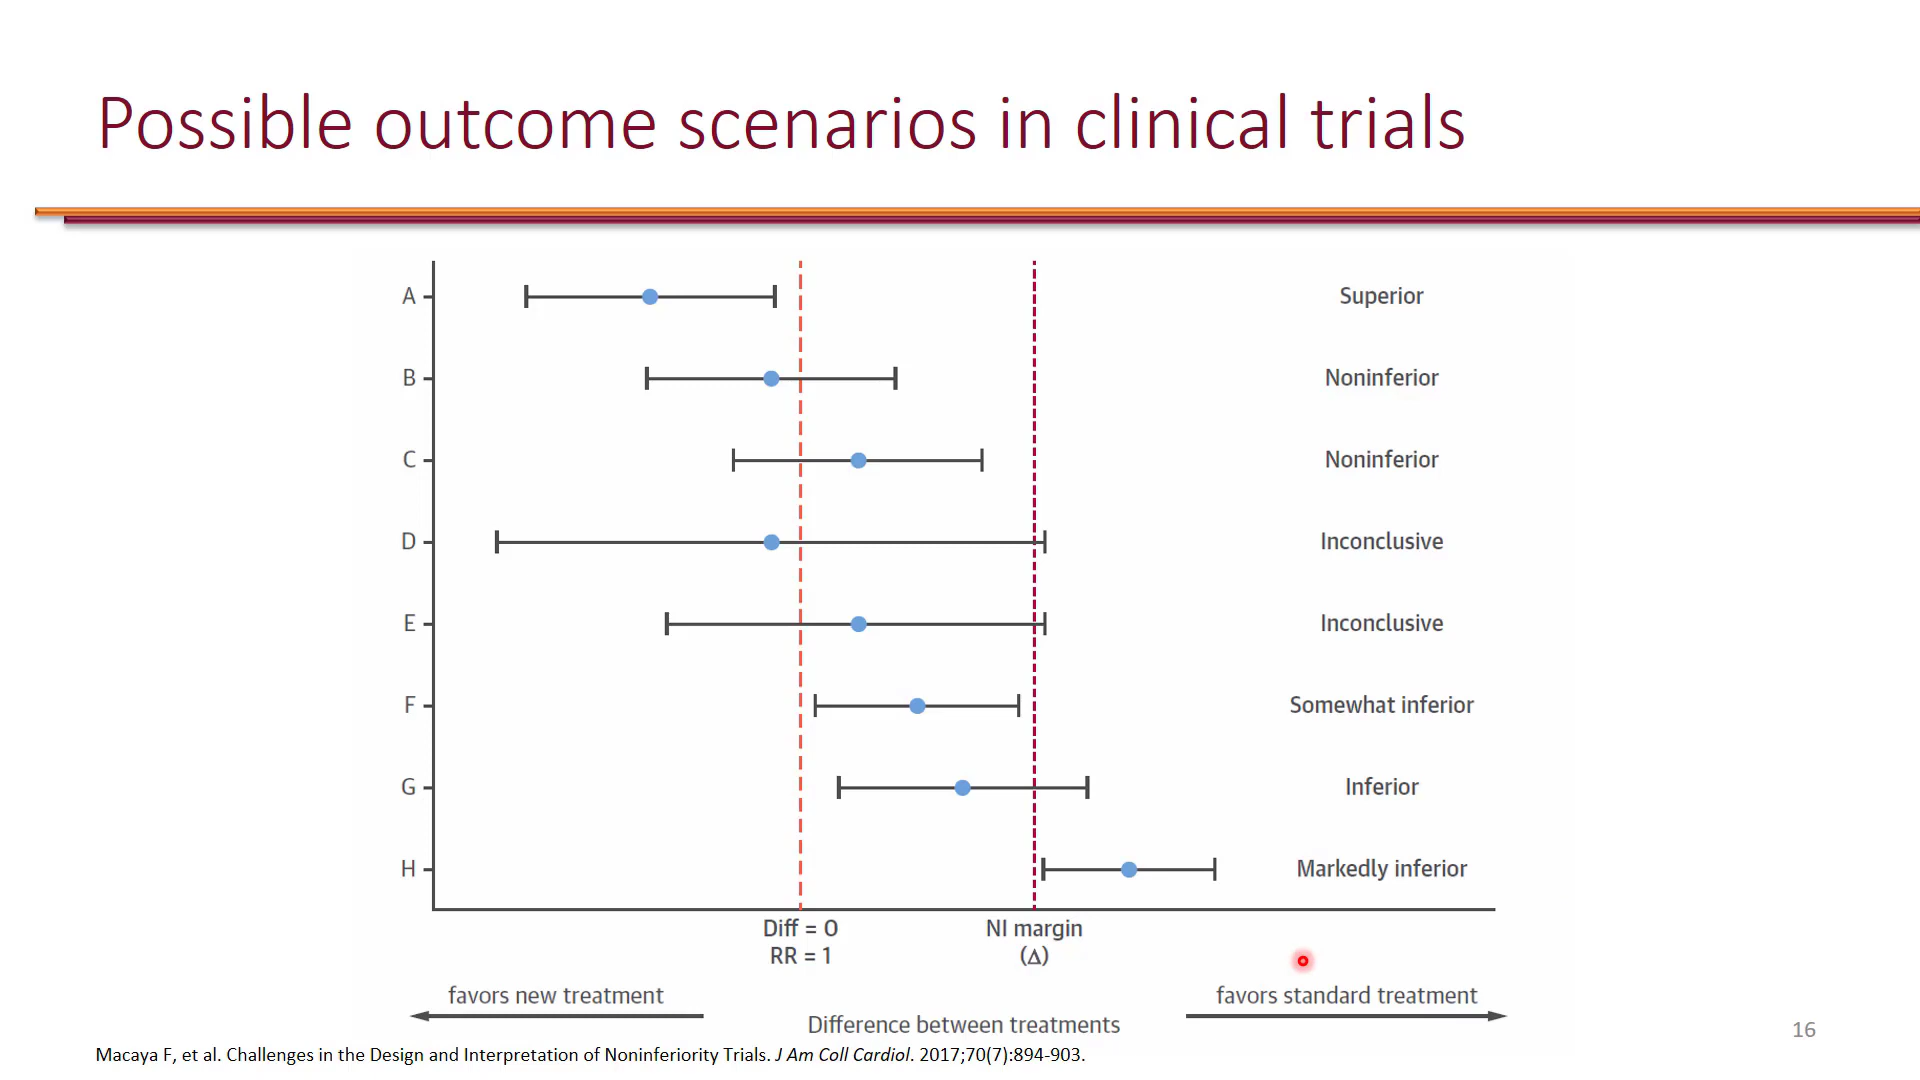 Possible outcome scenarios in clinical trials
A Superior
B Noninferior
C Noninferior
D Inconclusive
E Inconclusive
F Somewhat inferior
G Inferior
H Markedly inferior
Diff = 0 NI margin
RR = 1 (Δ)
favors new treatment favors standard treatment
Difference between treatments
16
Macaya F, et al. Challenges in the Design and Interpretation of Noninferiority Trials. J Am Coll Cardiol. 2017;70(7):894-903.